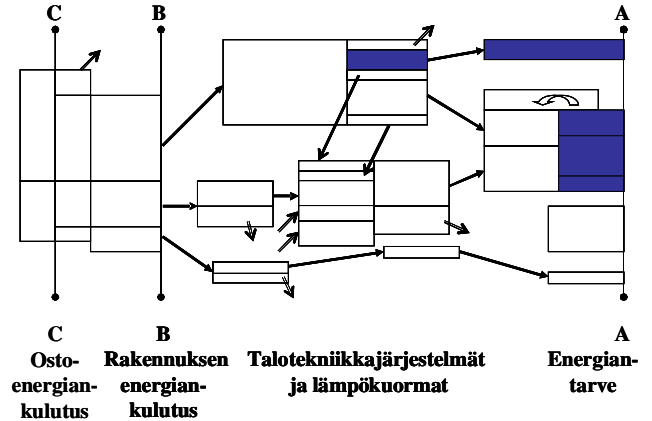 C B A
C B A
Osto-
energian-
kulutus
Rakennuksen
energian-
kulutus
Talotekniikkajärjestelmät
ja lämpökuormat
Energian-
tarve